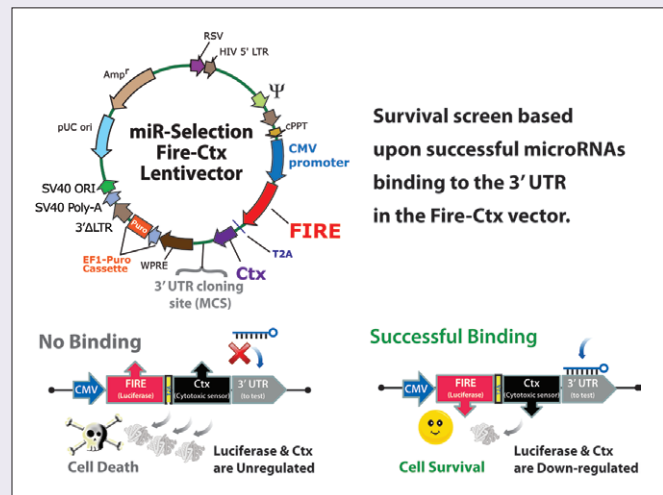 RSV
HIV 5' LTR
Ampʳ
Ψ
cPPT
pUC ori
miR-Selection
Fire-Ctx
Lentivector
CMV
promoter
SV40 ORI
SV40 Poly-A
3'ΔLTR
Puro
FIRE
EF1-Puro
Cassette
WPRE
Ctx
T2A
3' UTR cloning
site (MCS)
Survival screen based
upon successful microRNAs
binding to the 3' UTR
in the Fire-Ctx vector.
No Binding
CMV
FIRE
(Luciferase)
Ctx
(Cytotoxic sensor)
3' UTR
(to test)
Cell Death
Luciferase & Ctx
are Unregulated
Successful Binding
CMV
FIRE
(Luciferase)
Ctx
(Cytotoxic sensor)
3' UTR
(to test)
Cell Survival
Luciferase & Ctx
are Down-regulated